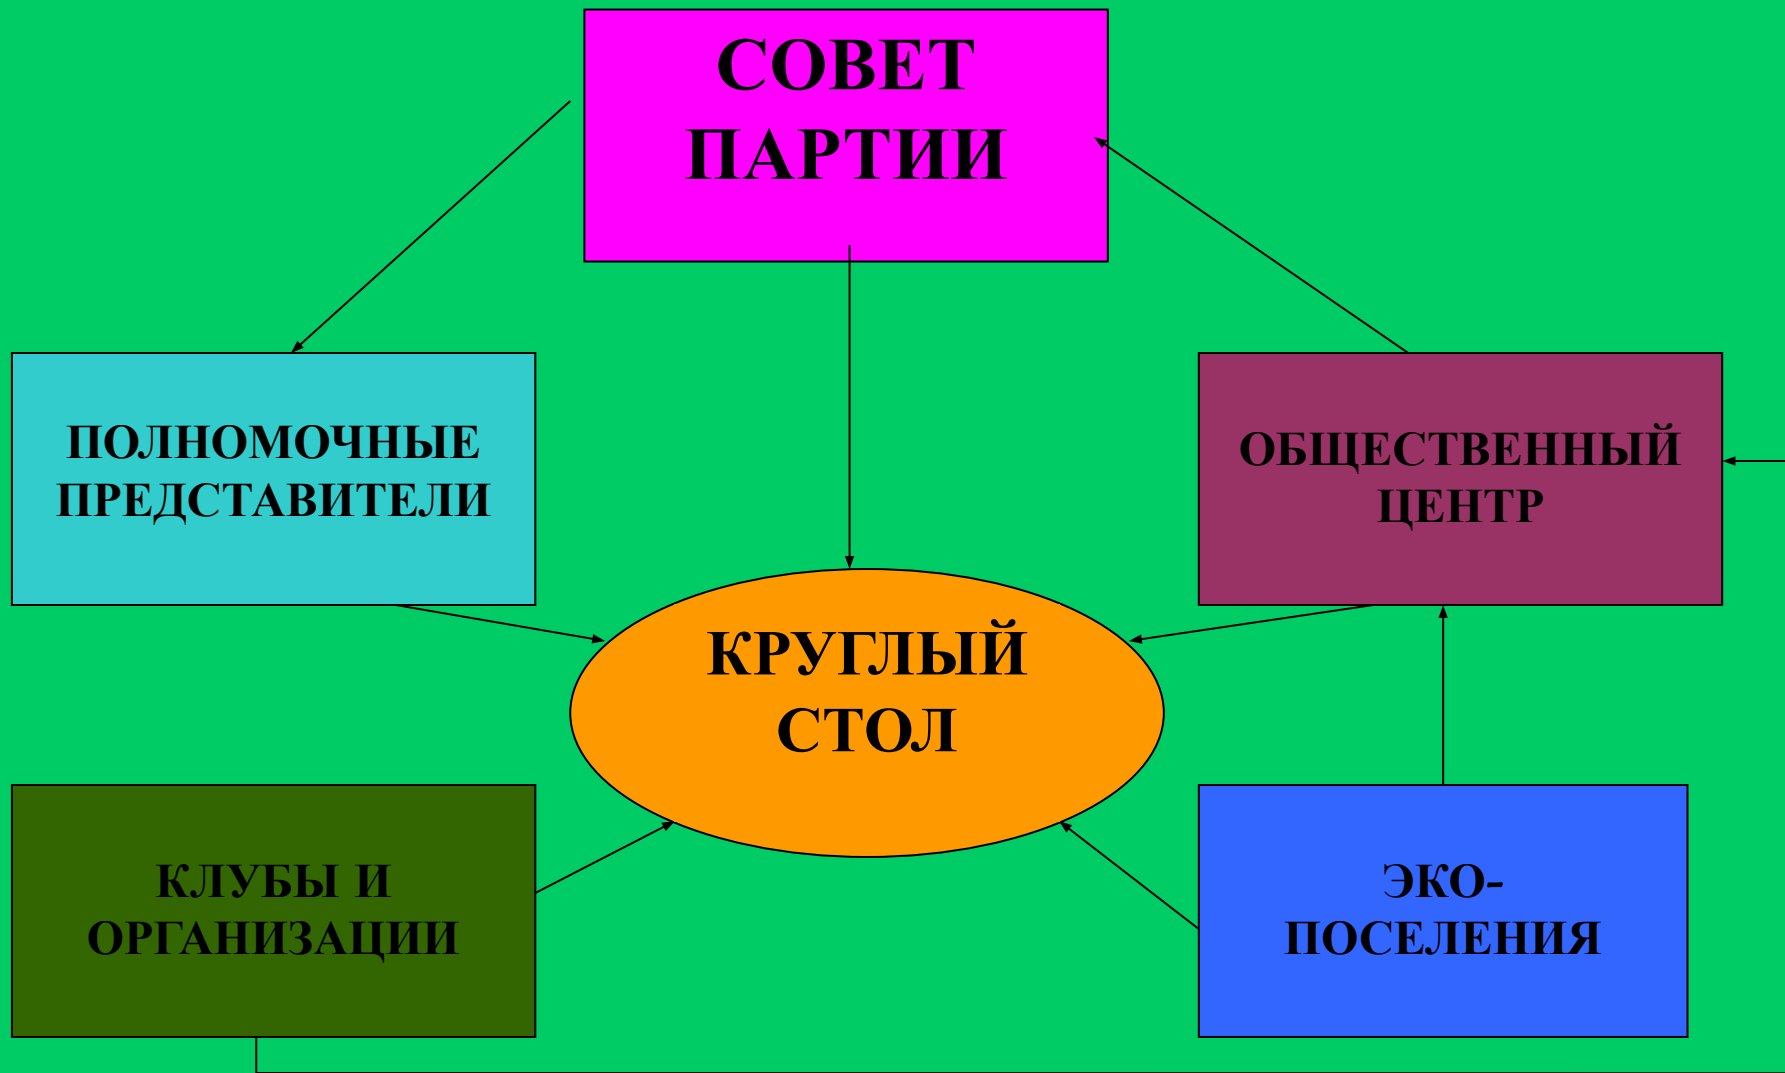 СОВЕТ
ПАРТИИ
ПОЛНОМОЧНЫЕ
ПРЕДСТАВИТЕЛИ
ОБЩЕСТВЕННЫЙ
ЦЕНТР
КРУГЛЫЙ
СТОЛ
КЛУБЫ И
ОРГАНИЗАЦИИ
ЭКО-
ПОСЕЛЕНИЯ